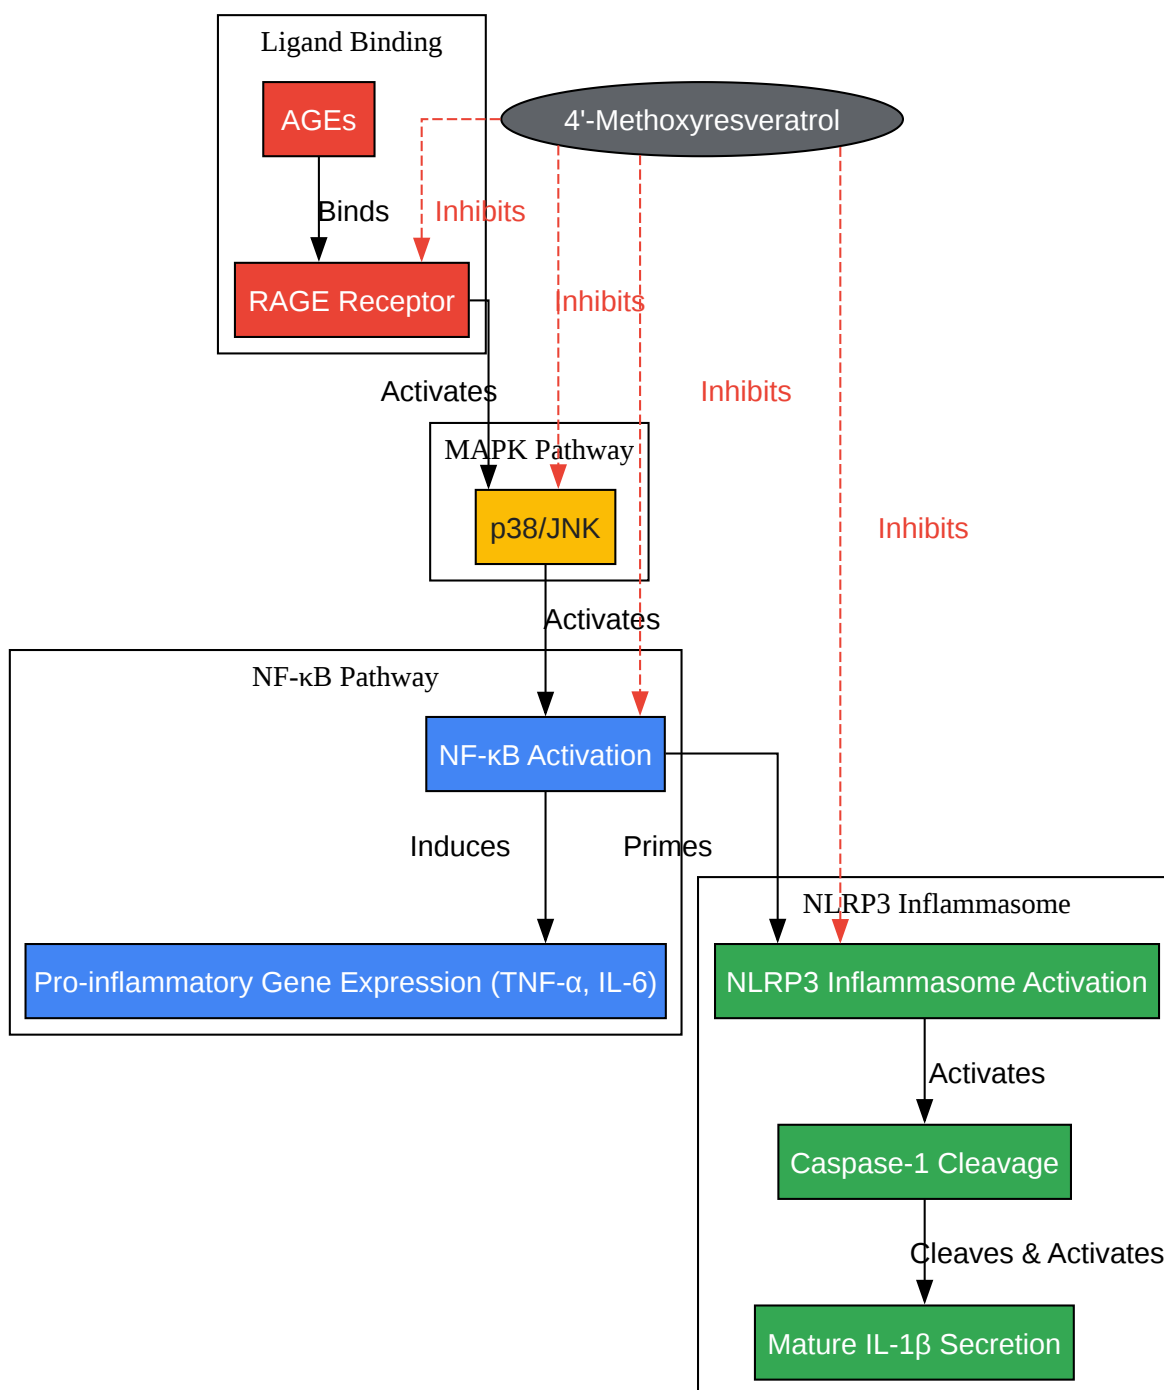 Ligand Binding
AGEs
4'-Methoxyresveratrol
Binds
Inhibits
RAGE Receptor
Inhibits
Activates
Inhibits
MAPK Pathway
p38/JNK
Inhibits
Activates
NF-κB Pathway
NF-κB Activation
Induces
Primes
NLRP3 Inflammasome
Pro-inflammatory Gene Expression (TNF-α, IL-6)
NLRP3 Inflammasome Activation
Activates
Caspase-1 Cleavage
Cleaves & Activates
Mature IL-1β Secretion